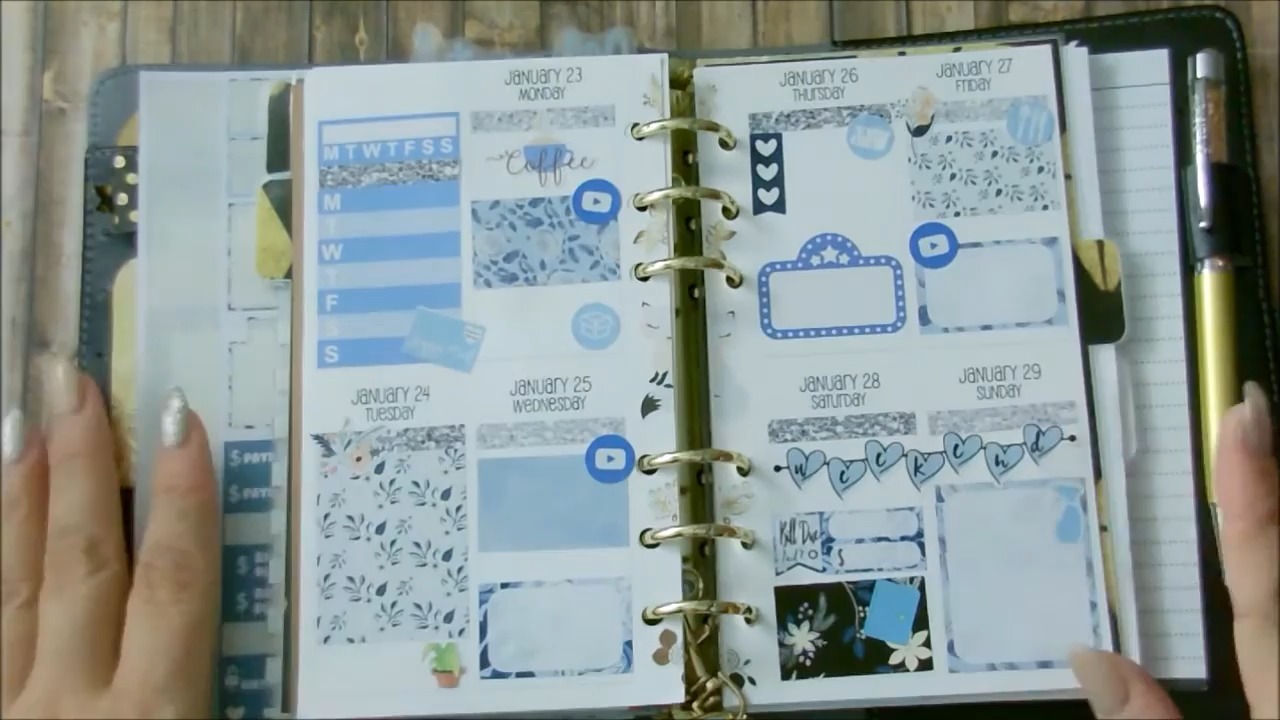 JANUARY 23
MONDAY
MTWTFSS
M
T
W
T
F
S
S
Coffee
JANUARY 24
TUESDAY
JANUARY 25
WEDNESDAY
JANUARY 26
THURSDAY
JANUARY 27
FRIDAY
JANUARY 28
SATURDAY
JANUARY 29
SUNDAY
weekend
Bill Due
$